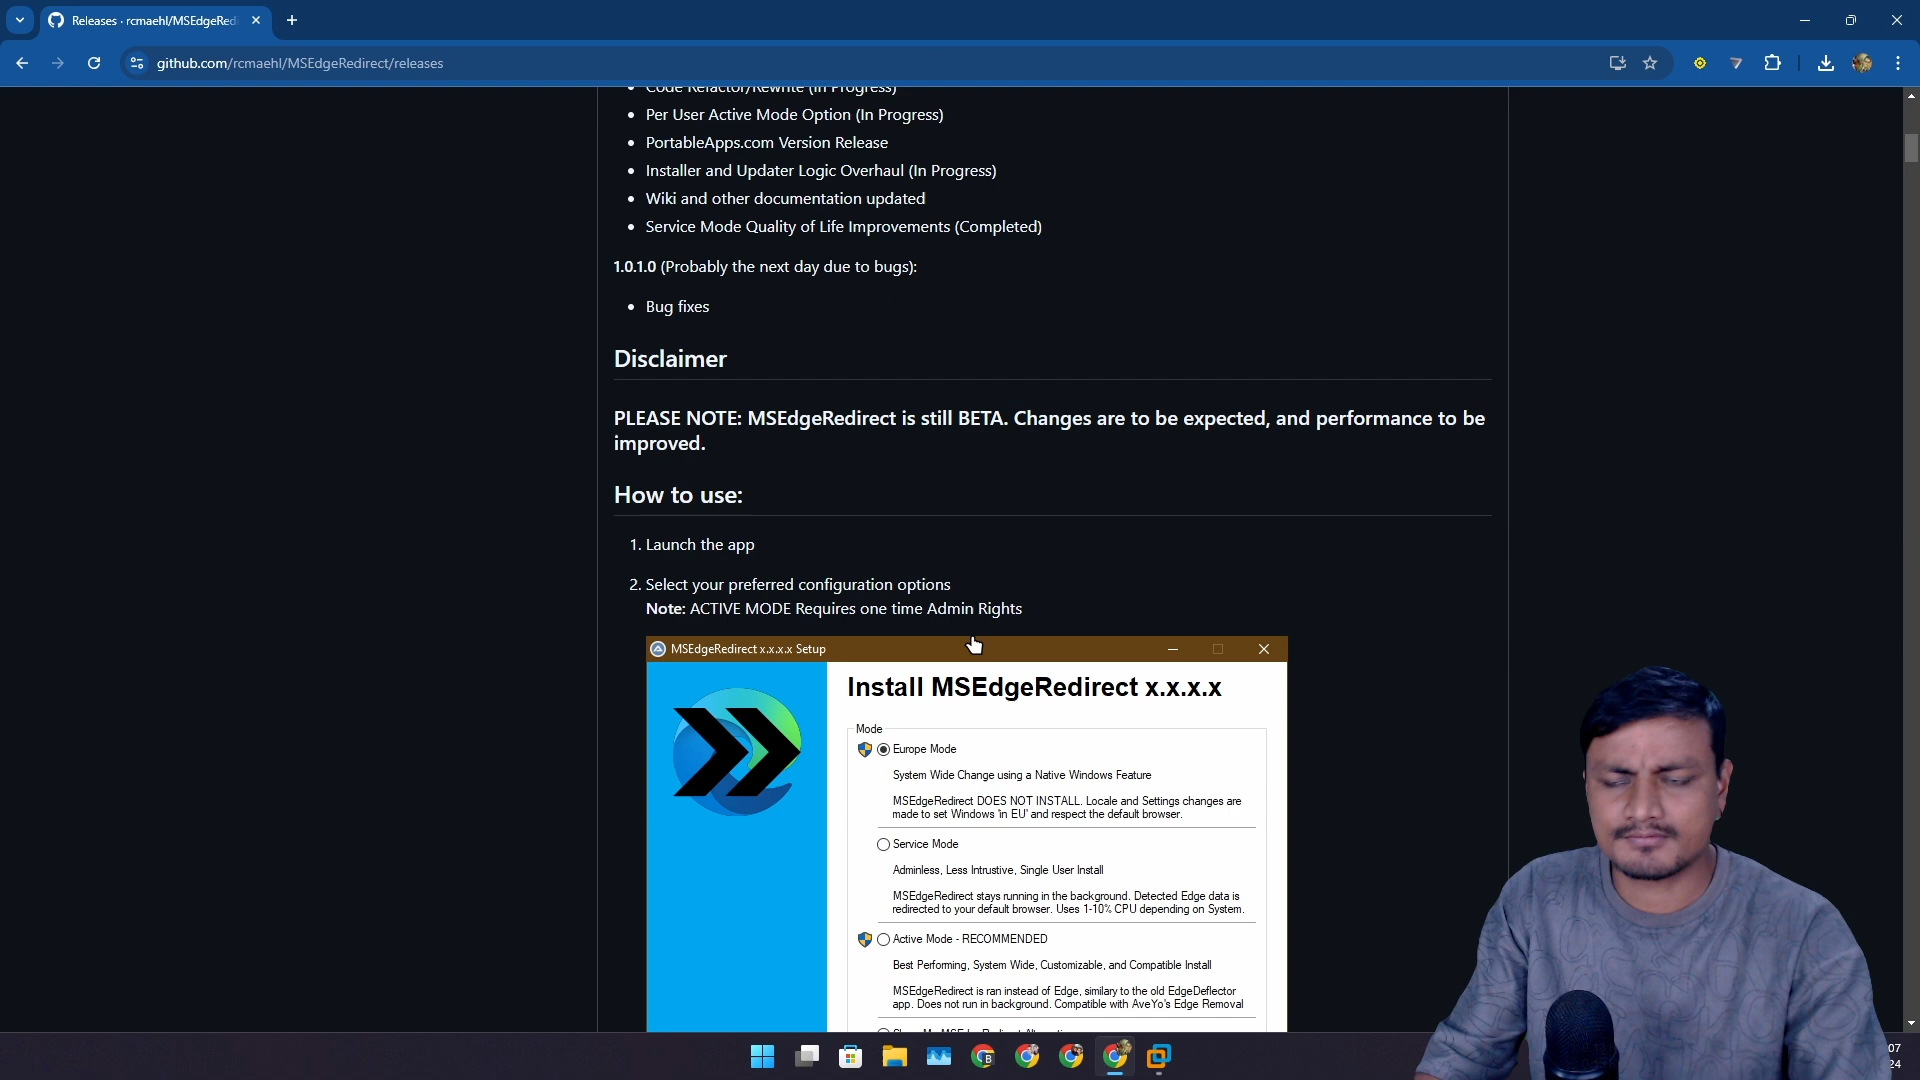 Releases · rcmaehl/MSEdgeRedi
github.com/rcmaehl/MSEdgeRedirect/releases
Code Refactor/Rewrite (In Progress)
Per User Active Mode Option (In Progress)
PortableApps.com Version Release
Installer and Updater Logic Overhaul (In Progress)
Wiki and other documentation updated
Service Mode Quality of Life Improvements (Completed)
1.0.1.0 (Probably the next day due to bugs):
Bug fixes
Disclaimer
PLEASE NOTE: MSEdgeRedirect is still BETA. Changes are to be expected, and performance to be
improved.
How to use:
1. Launch the app
2. Select your preferred configuration options
Note: ACTIVE MODE Requires one time Admin Rights
MSEdgeRedirect x.x.x.x Setup
Install MSEdgeRedirect x.x.x.x
Mode
Europe Mode
System Wide Change using a Native Windows Feature
MSEdgeRedirect DOES NOT INSTALL. Locale and Settings changes are
made to set Windows 'in EU' and respect the default browser.
Service Mode
Adminless, Less Intrustive, Single User Install
MSEdgeRedirect stays running in the background. Detected Edge data is
redirected to your default browser. Uses 1-10% CPU depending on System.
Active Mode - RECOMMENDED
Best Performing, System Wide, Customizable, and Compatible Install
MSEdgeRedirect is ran instead of Edge, similary to the old EdgeDeflector
app. Does not run in background. Compatible with AveYo's Edge Removal
B
07
24